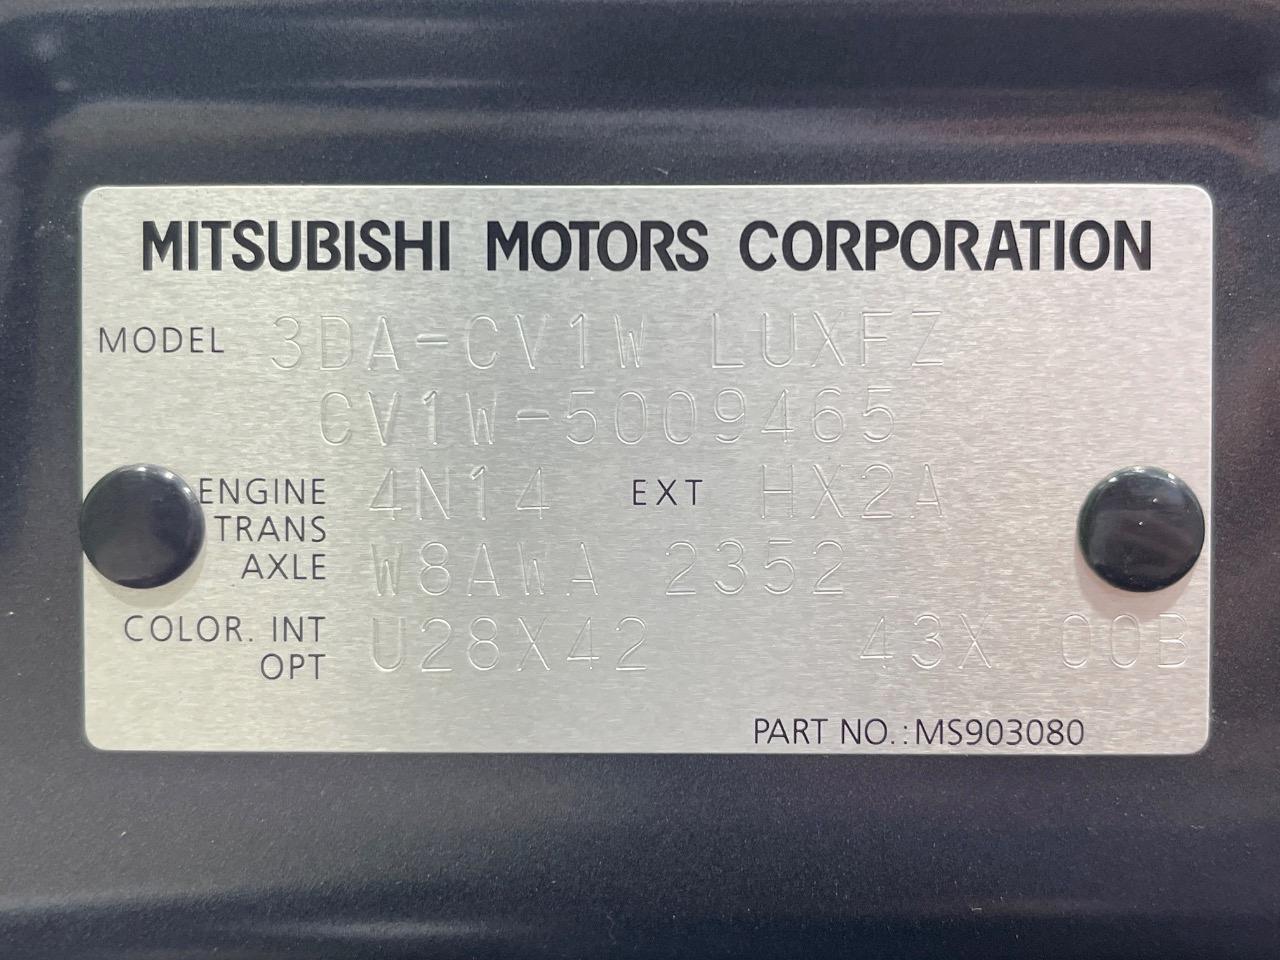 MITSUBISHI MOTORS CORPORATION
MODEL 3DA-CV1W LUXFZ
CV1W-5009465
ENGINE 4N14 EXT HX2A
TRANS
AXLE W8AWA 2352
COLOR. INT
OPT U28X42 43X 00B
PART NO.:MS903080